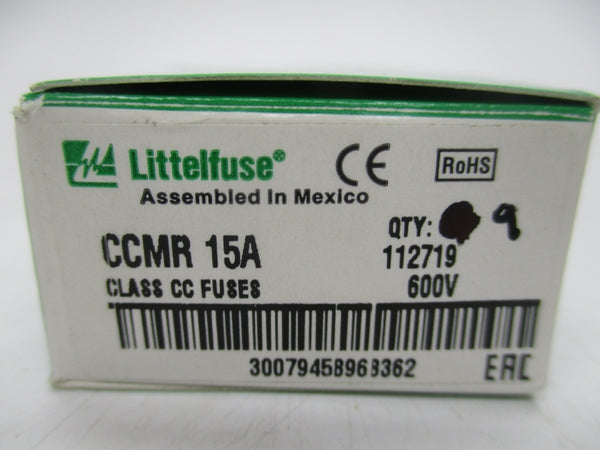 Littelfuse® CE RoHS
Assembled In Mexico
QTY: 9
CCMR 15A 112719
CLASS CC FUSES 600V
30079458968362 EAC